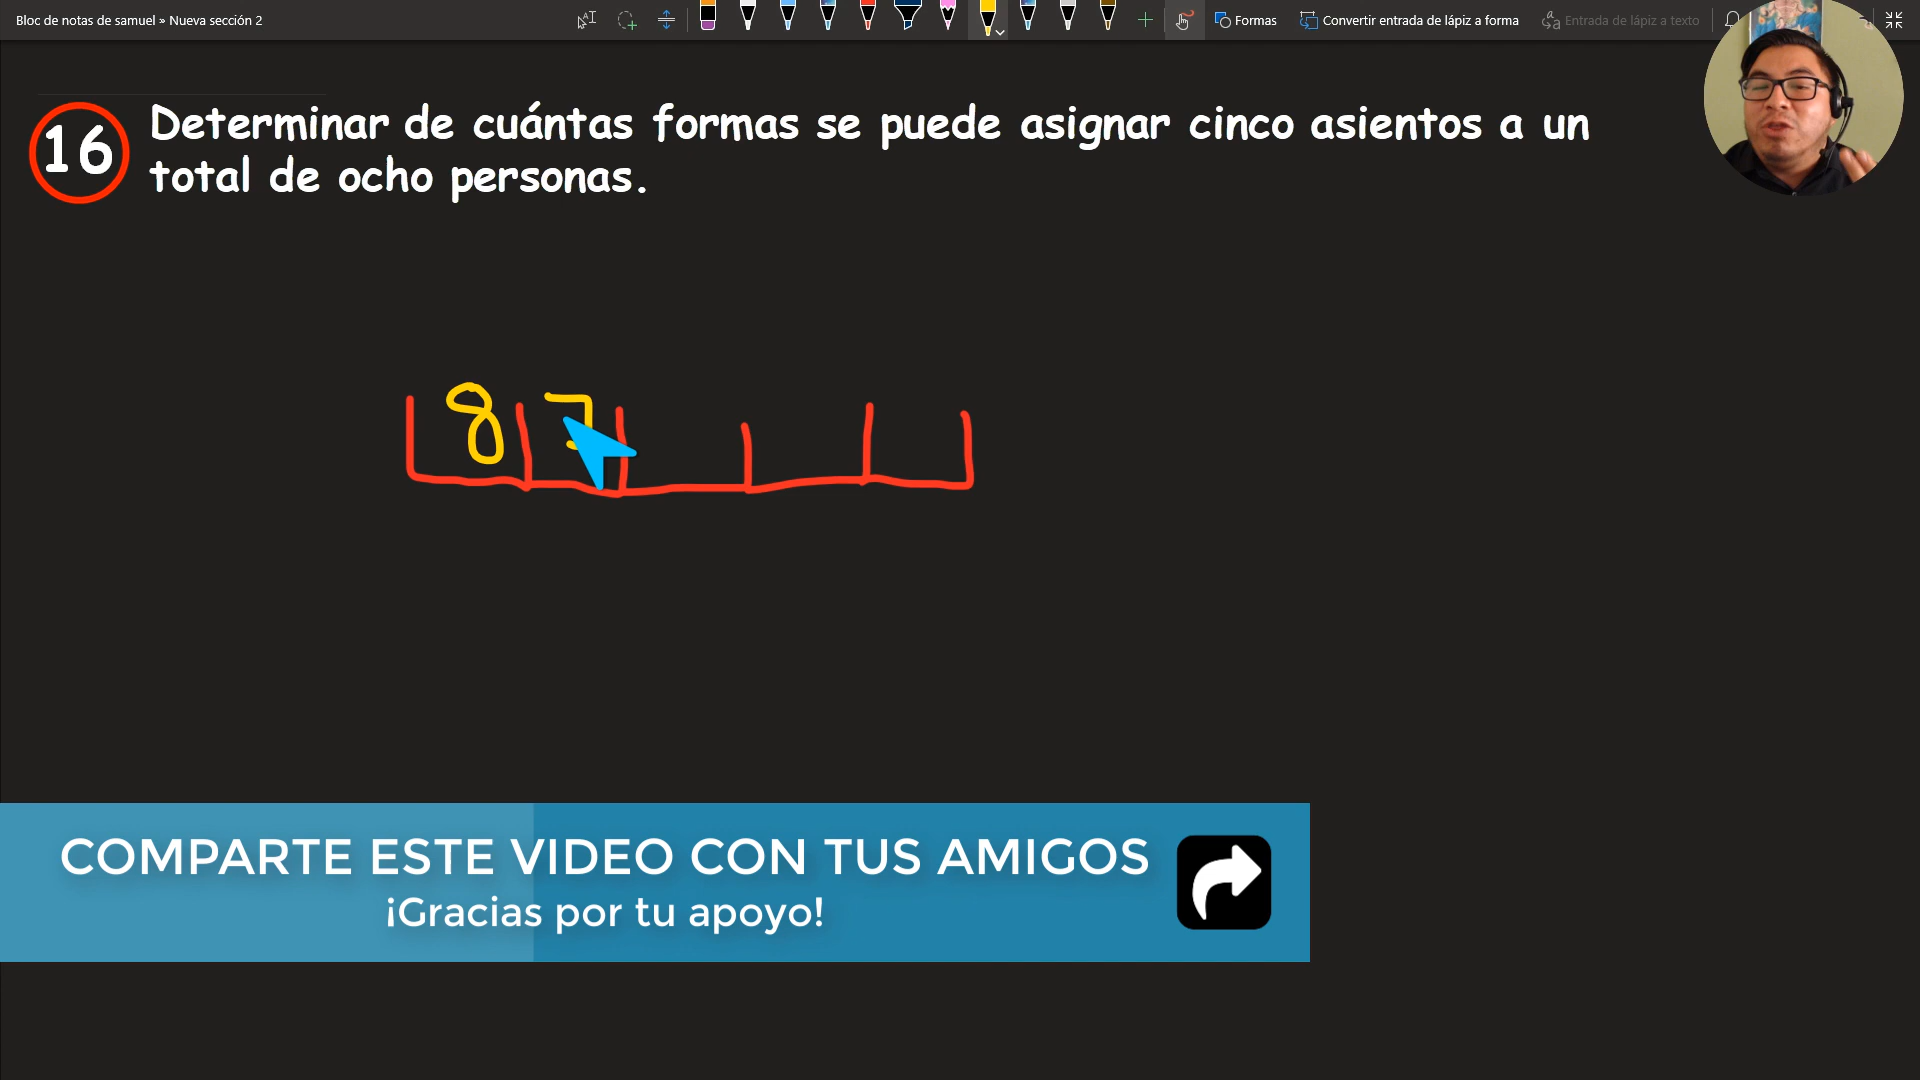 Bloc de notas de samuel » Nueva sección 2
Formas
Convertir entrada de lápiz a forma
Entrada de lápiz a texto
16
Determinar de cuántas formas se puede asignar cinco asientos a un
total de ocho personas.
8 7
COMPARTE ESTE VIDEO CON TUS AMIGOS
¡Gracias por tu apoyo!